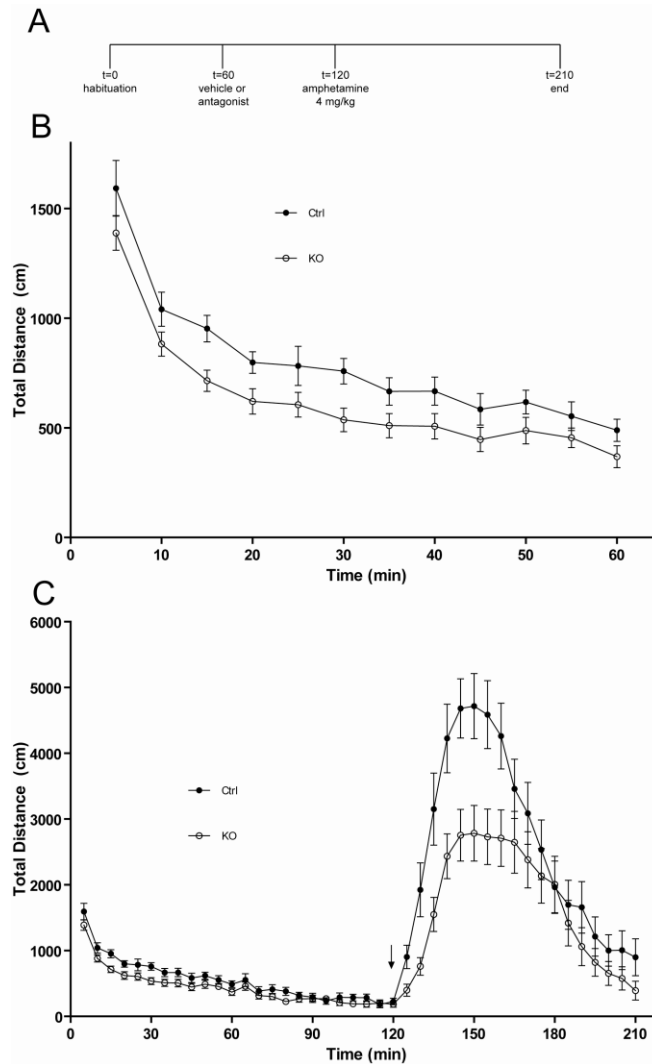 A
t=0 t=60 t=120 t=210
habituation vehicle or amphetamine end
antagonist 4 mg/kg
B
1500
1000
500
0
Total Distance (cm)
Ctrl
KO
0 10 20 30 40 50 60
Time (min)
C
6000
5000
4000
3000
2000
1000
0
Total Distance (cm)
Ctrl
KO
0 30 60 90 120 150 180 210
Time (min)